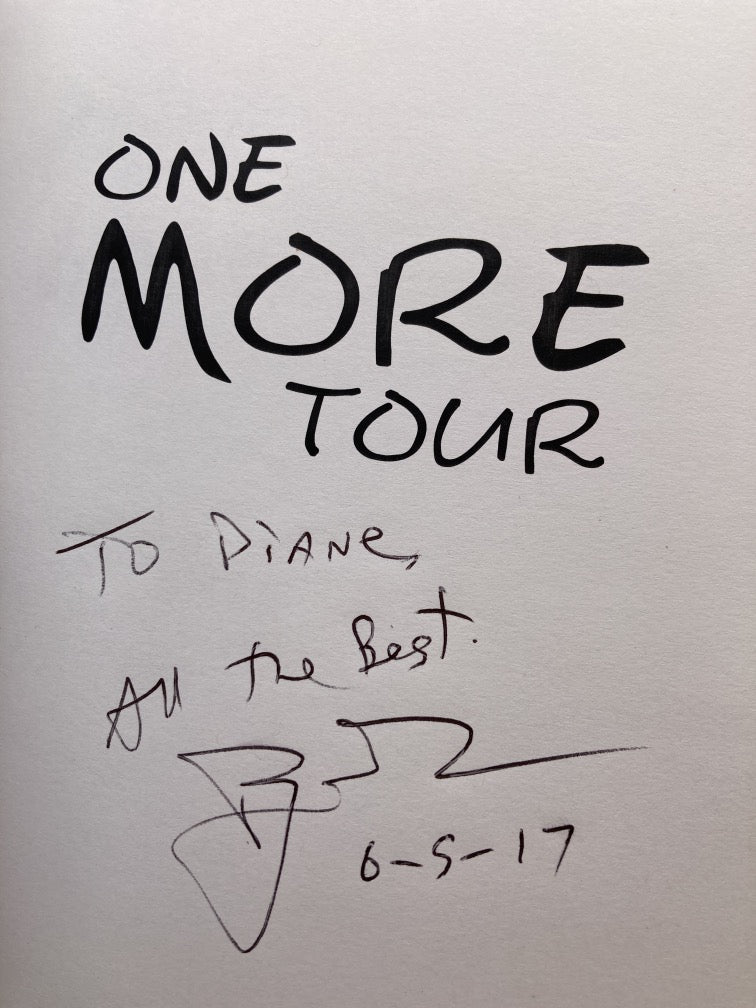 ONE
MORE
TOUR
To DiANe,
All the Best.
6-5-17